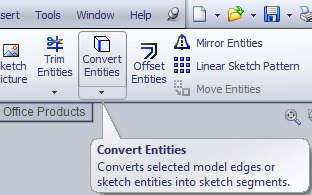 sert Tools Window Help
ketch icture
Trim Entities
Convert Entities
Offset Entities
Mirror Entities
Linear Sketch Pattern
Move Entities
Office Products
Convert Entities
Converts selected model edges or
sketch entities into sketch segments.